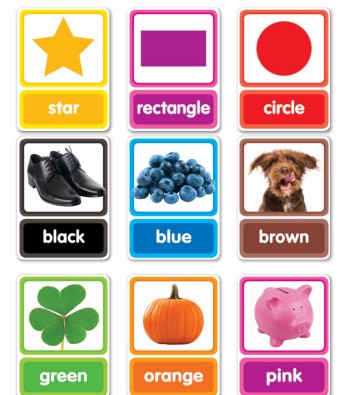 star
rectangle
circle
black
blue
brown
green
orange
pink